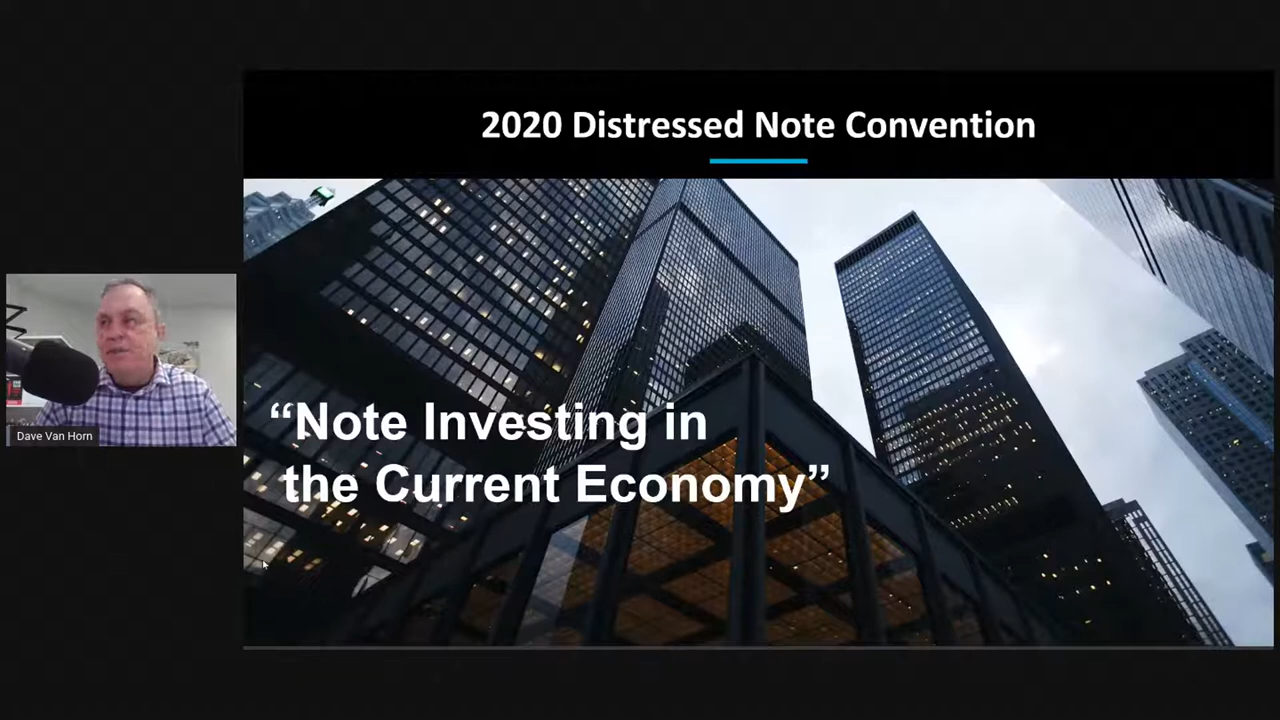 2020 Distressed Note Convention
“Note Investing in
the Current Economy”
Dave Van Horn